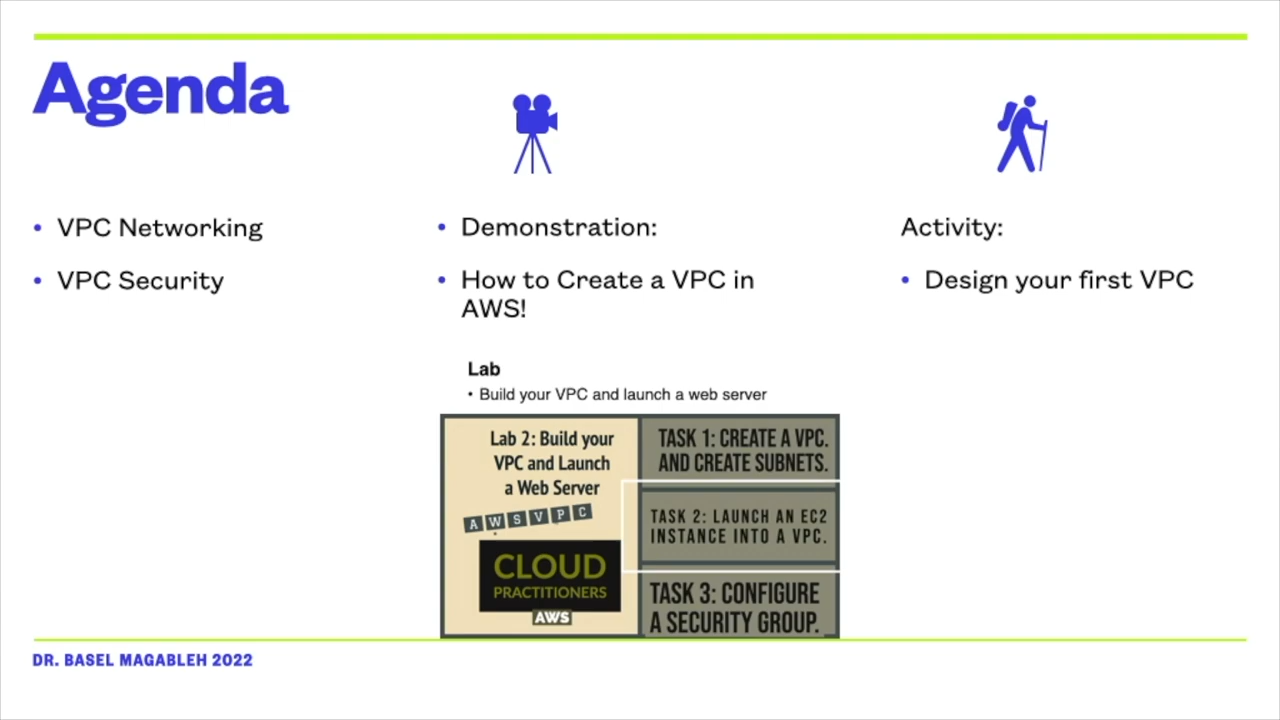 Agenda
• VPC Networking
• VPC Security
• Demonstration:
• How to Create a VPC in
AWS!
Activity:
• Design your first VPC
Lab
• Build your VPC and launch a web server
Lab 2: Build your
VPC and Launch
a Web Server
AWSVPC
CLOUD
PRACTITIONERS
AWS
TASK 1: CREATE A VPC.
AND CREATE SUBNETS.
TASK 2: LAUNCH AN EC2
INSTANCE INTO A VPC.
TASK 3: CONFIGURE
A SECURITY GROUP.
DR. BASEL MAGABLEH 2022